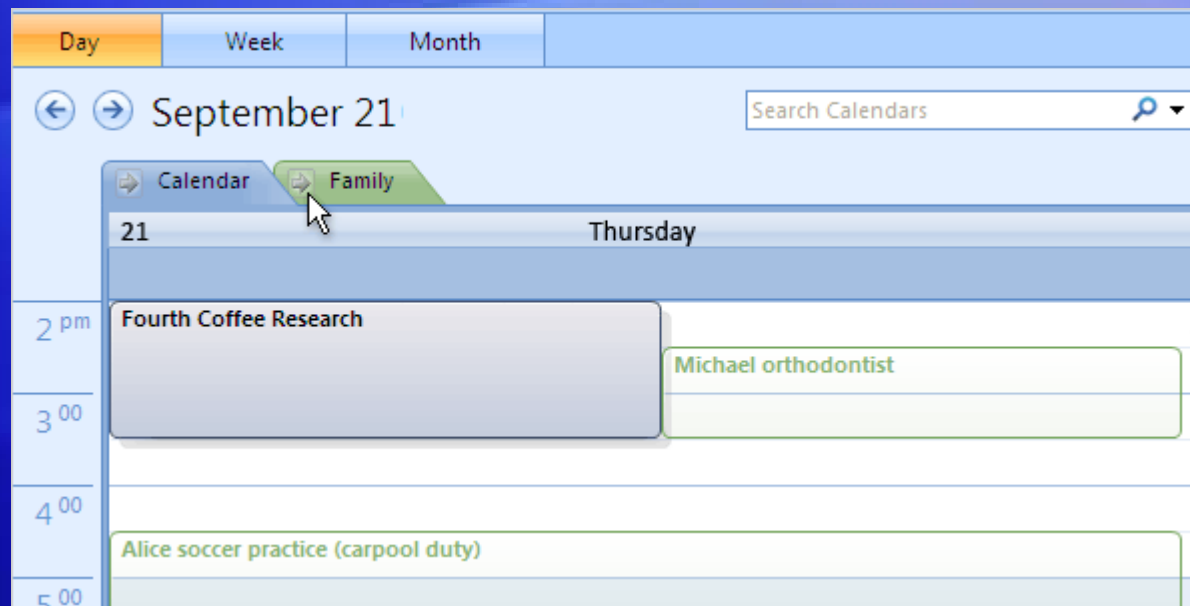 Day Week Month
September 21
Search Calendars
Calendar Family
21 Thursday
2 pm
Fourth Coffee Research
Michael orthodontist
3 00
4 00
Alice soccer practice (carpool duty)
5 00